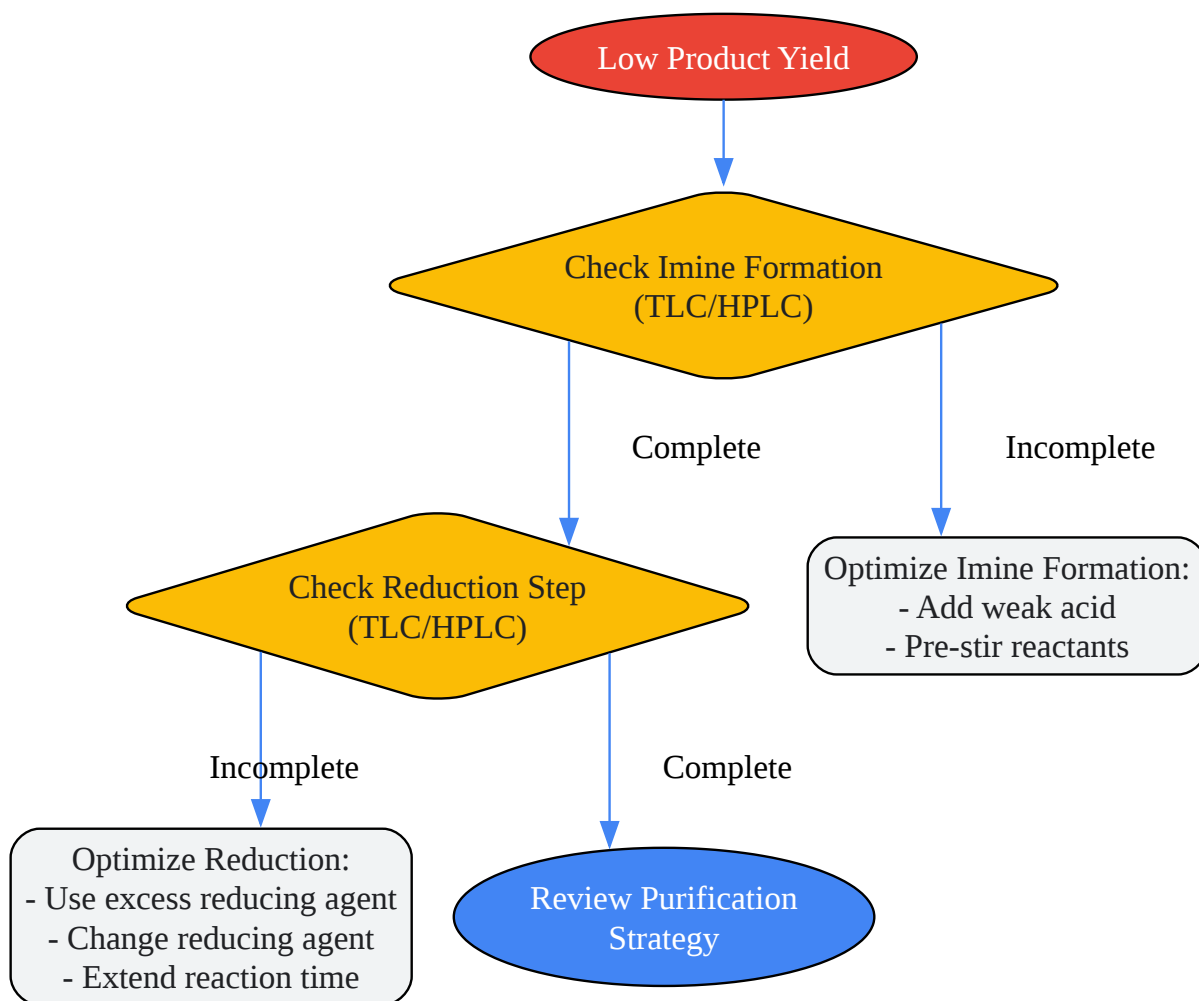 Low Product Yield
Check Imine Formation
(TLC/HPLC)
Complete
Incomplete
Check Reduction Step
(TLC/HPLC)
Optimize Imine Formation:
- Add weak acid
- Pre-stir reactants
Incomplete
Complete
Optimize Reduction:
- Use excess reducing agent
- Change reducing agent
- Extend reaction time
Review Purification
Strategy